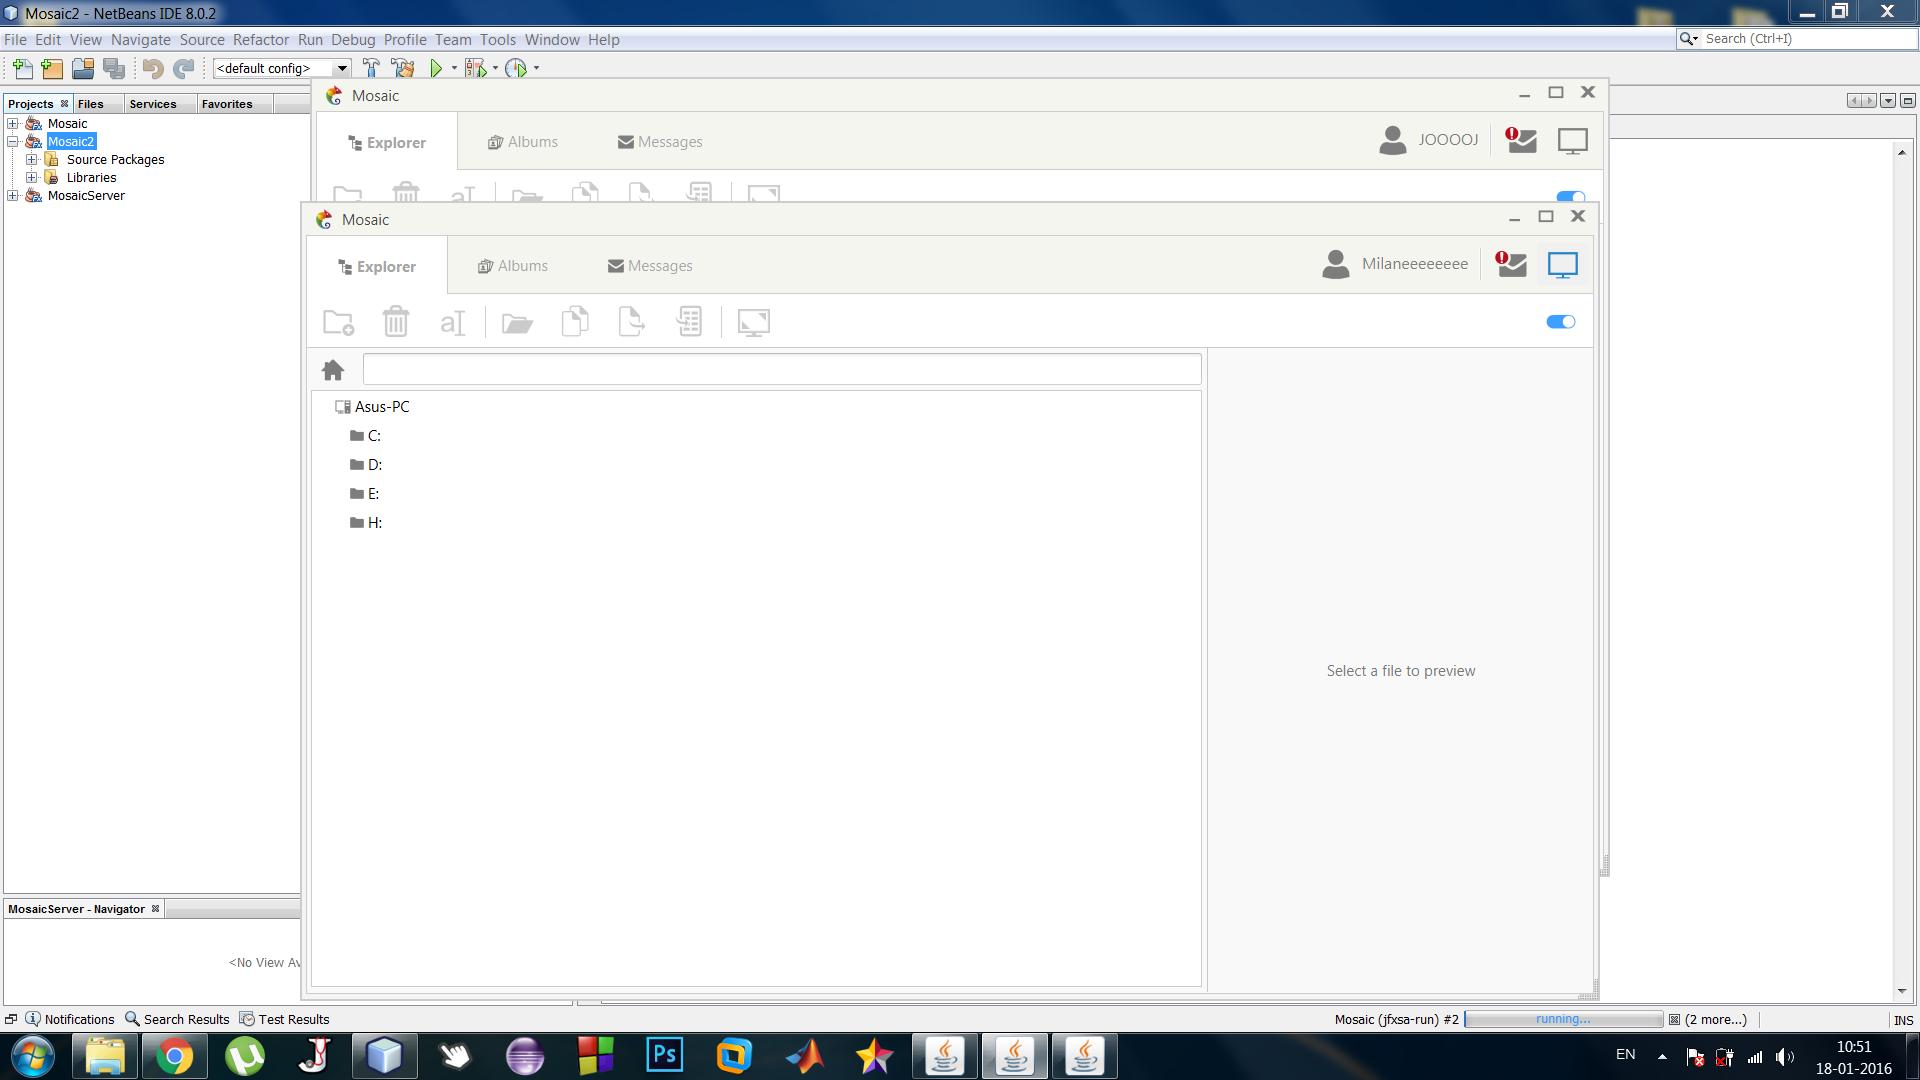 Mosaic2 - NetBeans IDE 8.0.2
File Edit View Navigate Source Refactor Run Debug Profile Team Tools Window Help
Search (Ctrl+I)
<default config>
Projects Files Services Favorites
Mosaic
Mosaic2
Source Packages
Libraries
MosaicServer
Mosaic
Explorer Albums Messages JOOOOJ
aI
Mosaic
Explorer Albums Messages Milaneeeeeeee
aI
Asus-PC
C:
D:
E:
H:
Select a file to preview
MosaicServer - Navigator
<No View Av
Notifications Search Results Test Results
Mosaic (jfxsa-run) #2 running... (2 more...) INS
Ps
EN
10:51
18-01-2016